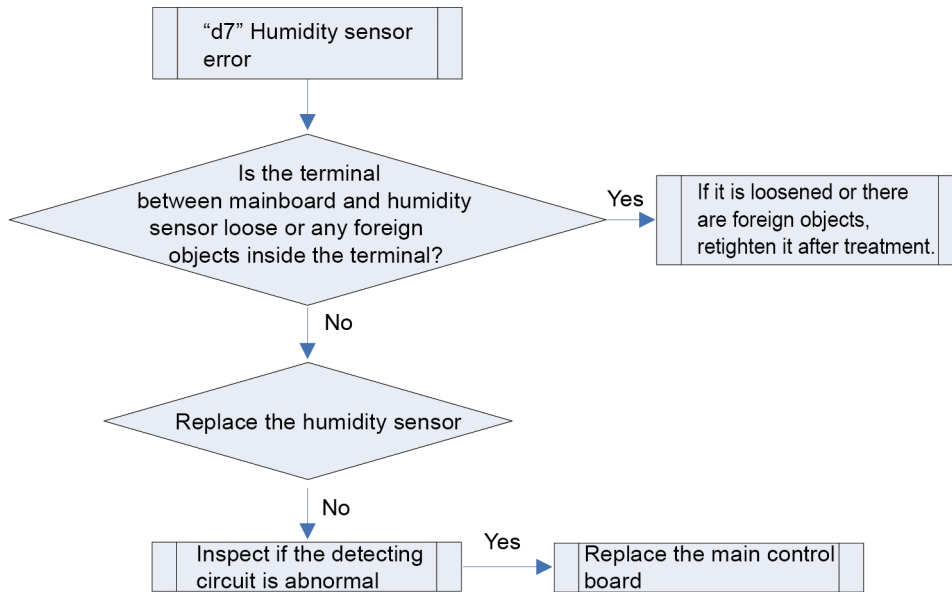 “d7” Humidity sensor
error
Is the terminal
between mainboard and humidity
sensor loose or any foreign
objects inside the terminal?
Yes
If it is loosened or there
are foreign objects,
retighten it after treatment.
No
Replace the humidity sensor
No
Inspect if the detecting
circuit is abnormal
Yes
Replace the main control
board